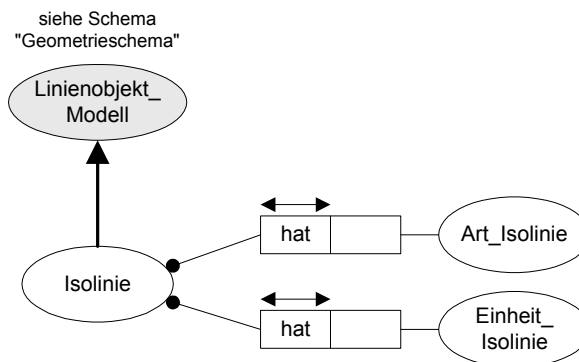 siehe Schema
"Geometrieschema"
Linienobjekt_
Modell
hat
Art_Isolinie
Isolinie
hat
Einheit_
Isolinie